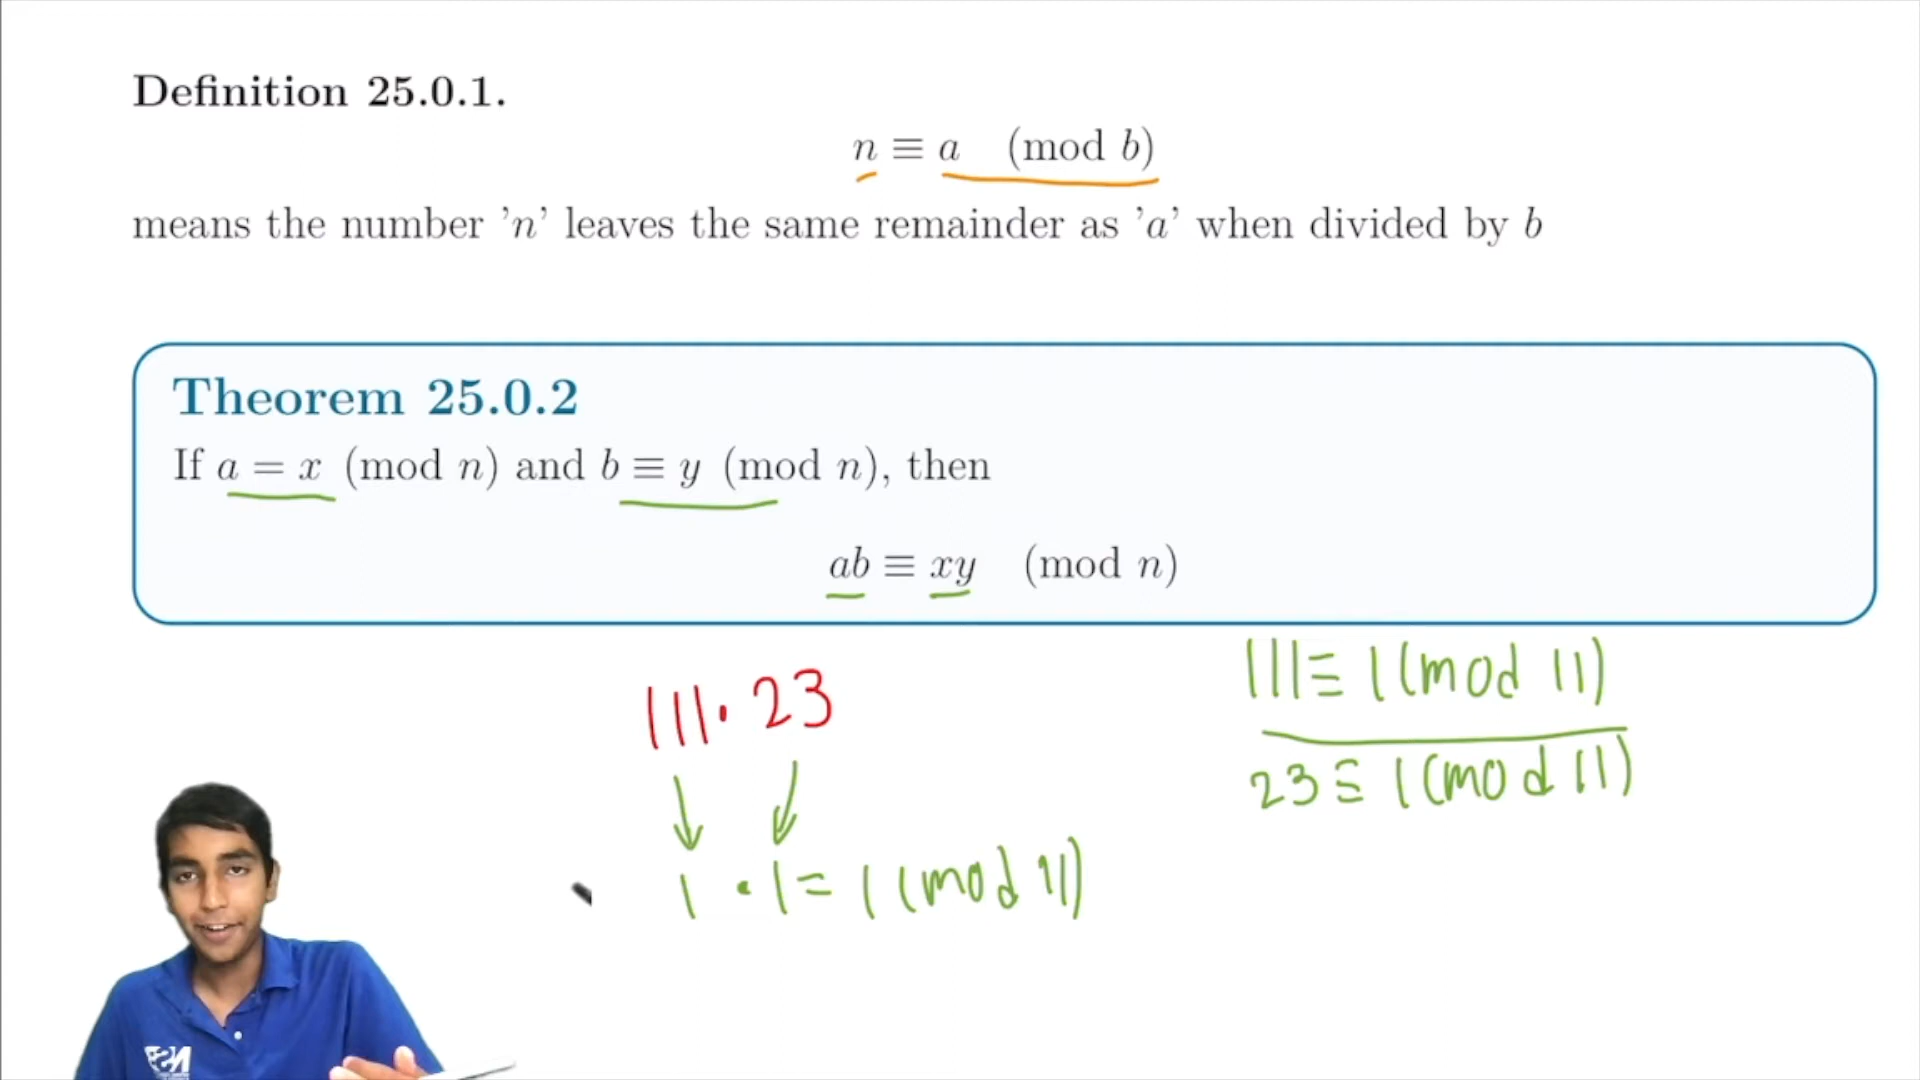 Definition 25.0.1.
n ≡ a (mod b)
means the number 'n' leaves the same remainder as 'a' when divided by b
Theorem 25.0.2
If a = x (mod n) and b ≡ y (mod n), then
ab ≡ xy (mod n)
111 · 23
1 · 1 = 1 (mod 11)
111 ≡ 1 (mod 11)
23 ≡ 1 (mod 11)